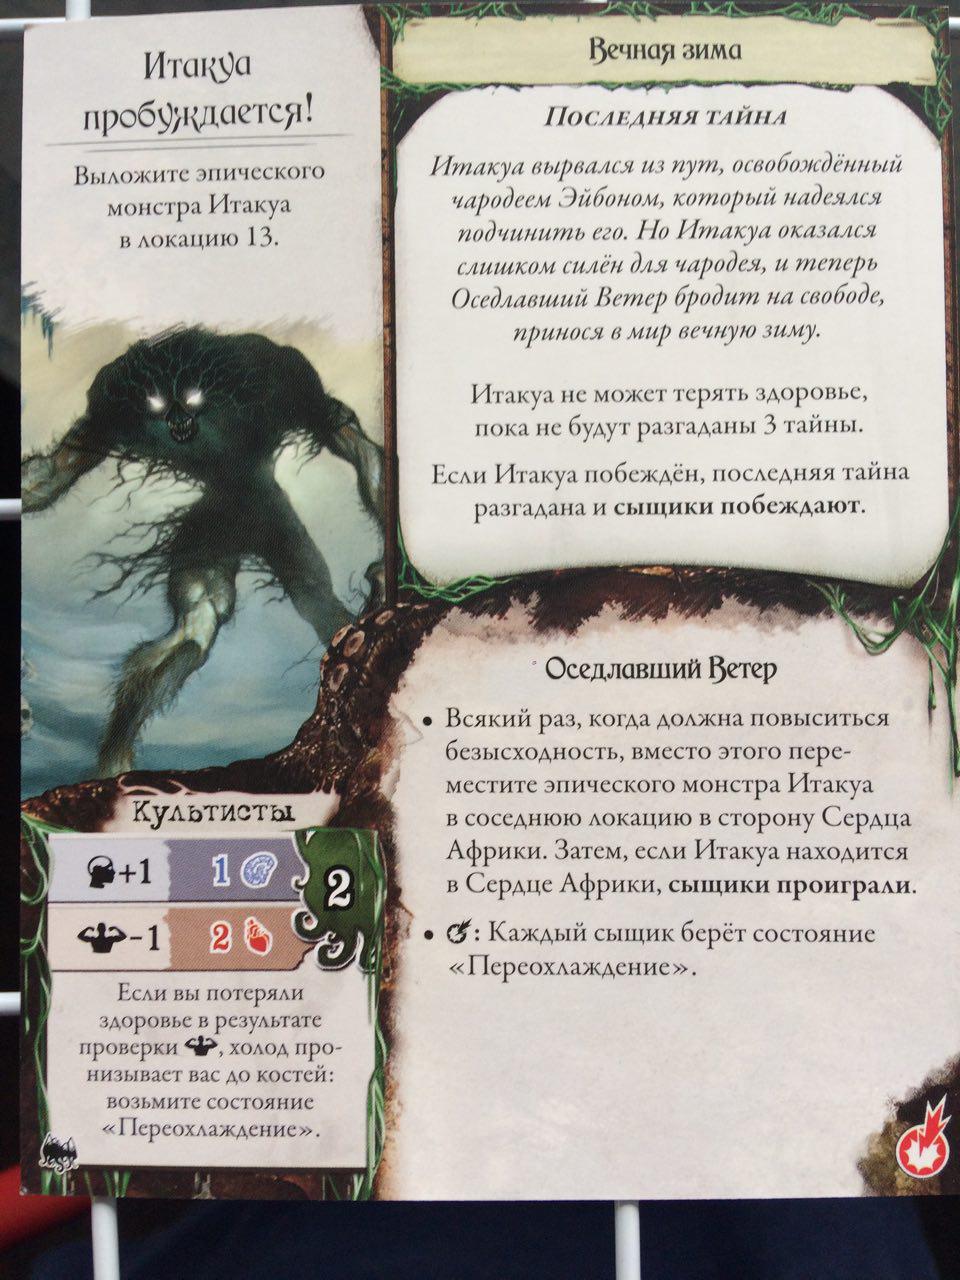 Итакуа
пробуждается!
Выложите эпического
монстра Итакуа
в локацию 13.
Культисты
+1 1
2
-1 2
Если вы потеряли
здоровье в результате
проверки , холод про-
низывает вас до костей:
возьмите состояние
«Переохлаждение».
Вечная зима
Последняя тайна
Итакуа вырвался из пут, освобождённый
чародеем Эйбоном, который надеялся
подчинить его. Но Итакуа оказался
слишком силён для чародея, и теперь
Оседлавший Ветер бродит на свободе,
принося в мир вечную зиму.
Итакуа не может терять здоровье,
пока не будут разгаданы 3 тайны.
Если Итакуа побеждён, последняя тайна
разгадана и сыщики побеждают.
Оседлавший Ветер
• Всякий раз, когда должна повыситься
безысходность, вместо этого пере-
местите эпического монстра Итакуа
в соседнюю локацию в сторону Сердца
Африки. Затем, если Итакуа находится
в Сердце Африки, сыщики проиграли.
• : Каждый сыщик берёт состояние
«Переохлаждение».